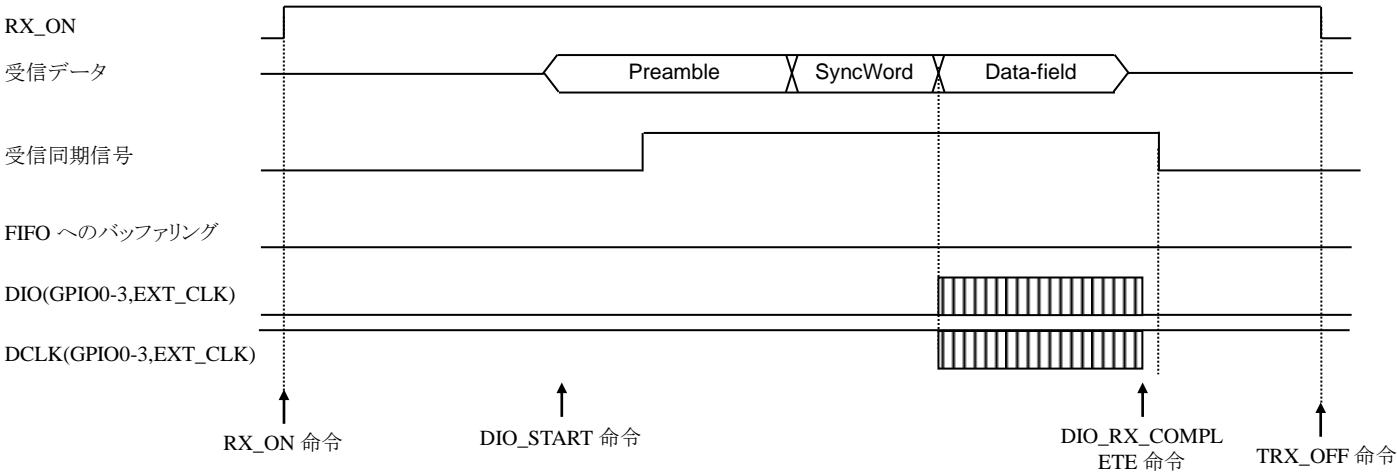 RX_ON
受信データ
Preamble
SyncWord
Data-field
受信同期信号
FIFO へのバッファリング
DIO(GPIO0-3,EXT_CLK)
DCLK(GPIO0-3,EXT_CLK)
RX_ON 命令
DIO_START 命令
DIO_RX_COMPL
ETE 命令
TRX_OFF 命令